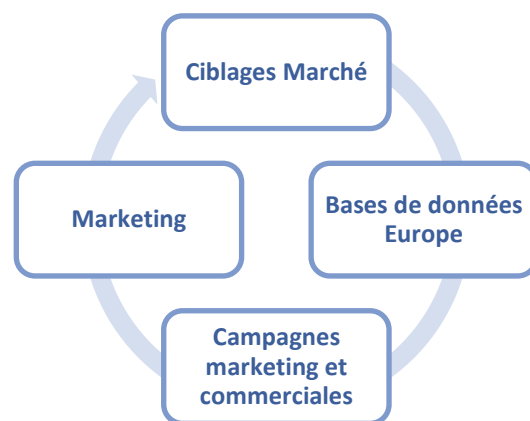 Ciblages Marché
Bases de données
Europe
Campagnes
marketing et
commerciales
Marketing